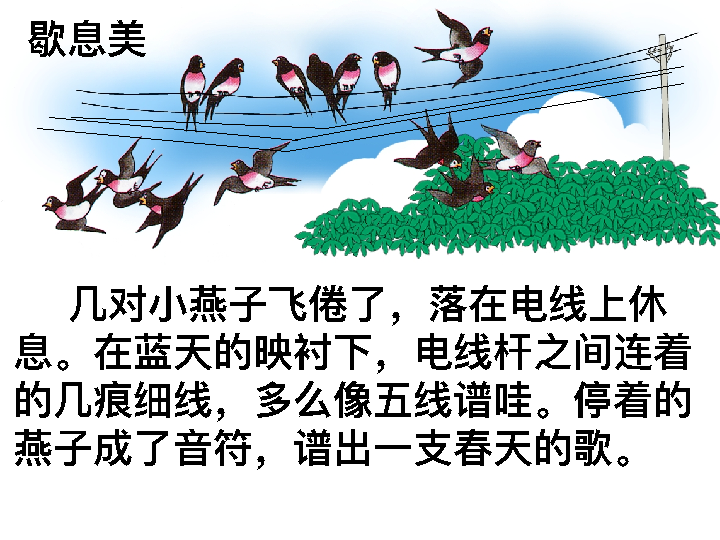 歇息美
几对小燕子飞倦了，落在电线上休
息。在蓝天的映衬下，电线杆之间连着
的几痕细线，多么像五线谱哇。停着的
燕子成了音符，谱出一支春天的歌。